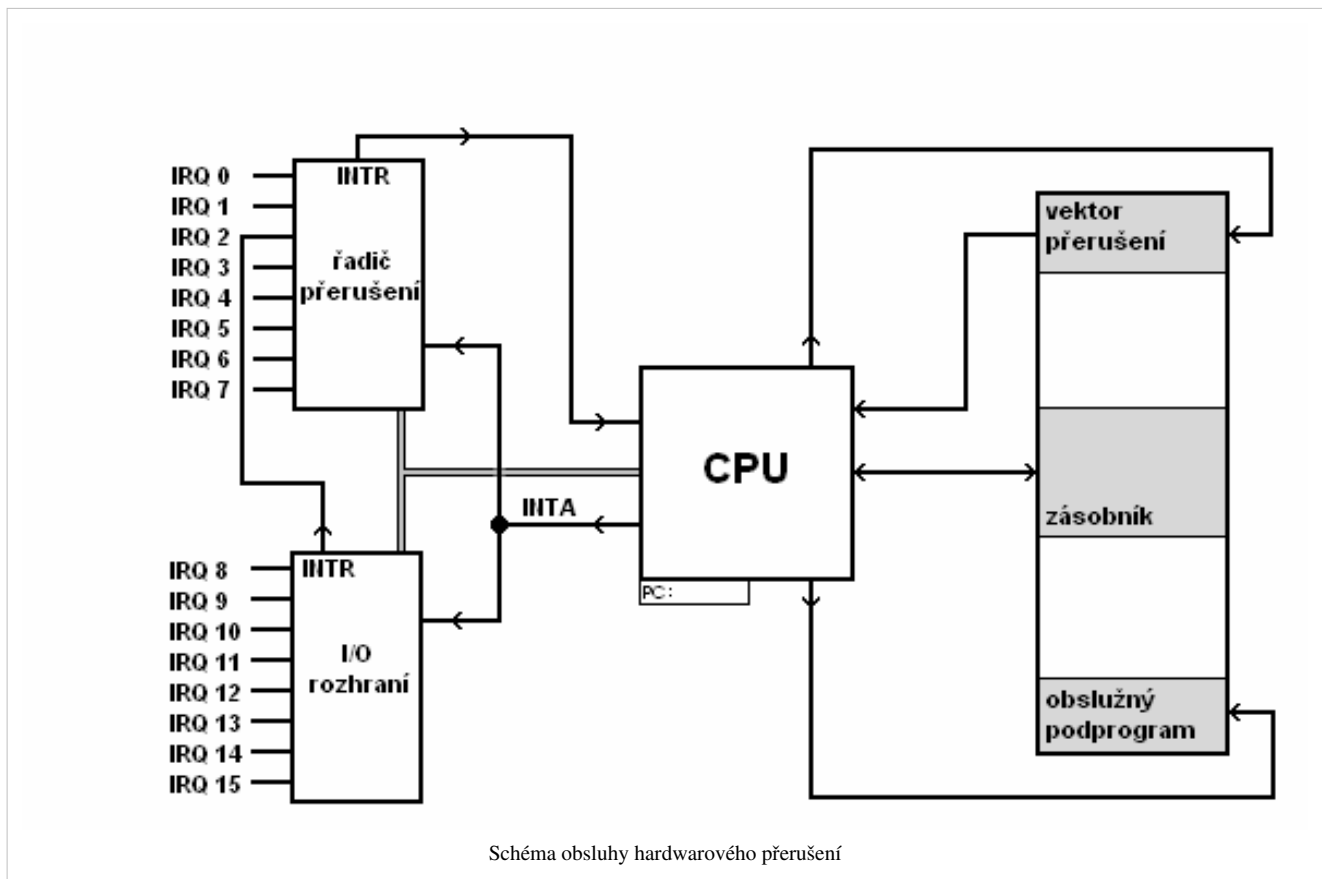 IRQ 0
IRQ 1
IRQ 2
IRQ 3
IRQ 4
IRQ 5
IRQ 6
IRQ 7
INTR
řadič
přerušení
IRQ 8
IRQ 9
IRQ 10
IRQ 11
IRQ 12
IRQ 13
IRQ 14
IRQ 15
INTR
I/O
rozhraní
INTA
CPU
PC:
vektor
přerušení
zásobník
obslužný
podprogram
Schéma obsluhy hardwarového přerušení